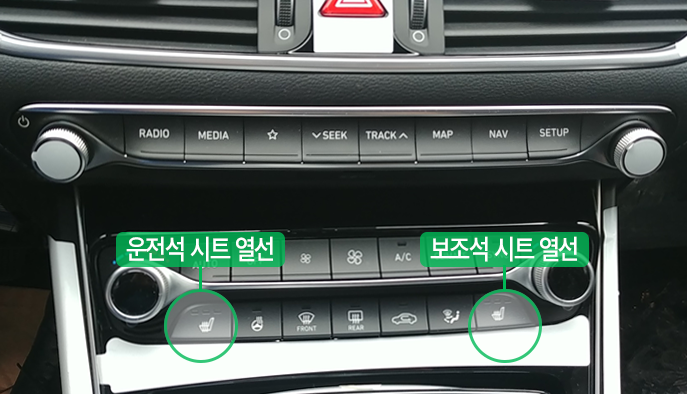 RADIO MEDIA ☆ ∨SEEK TRACK∧ MAP NAV SETUP
운전석 시트 열선 보조석 시트 열선
A/C
FRONT REAR